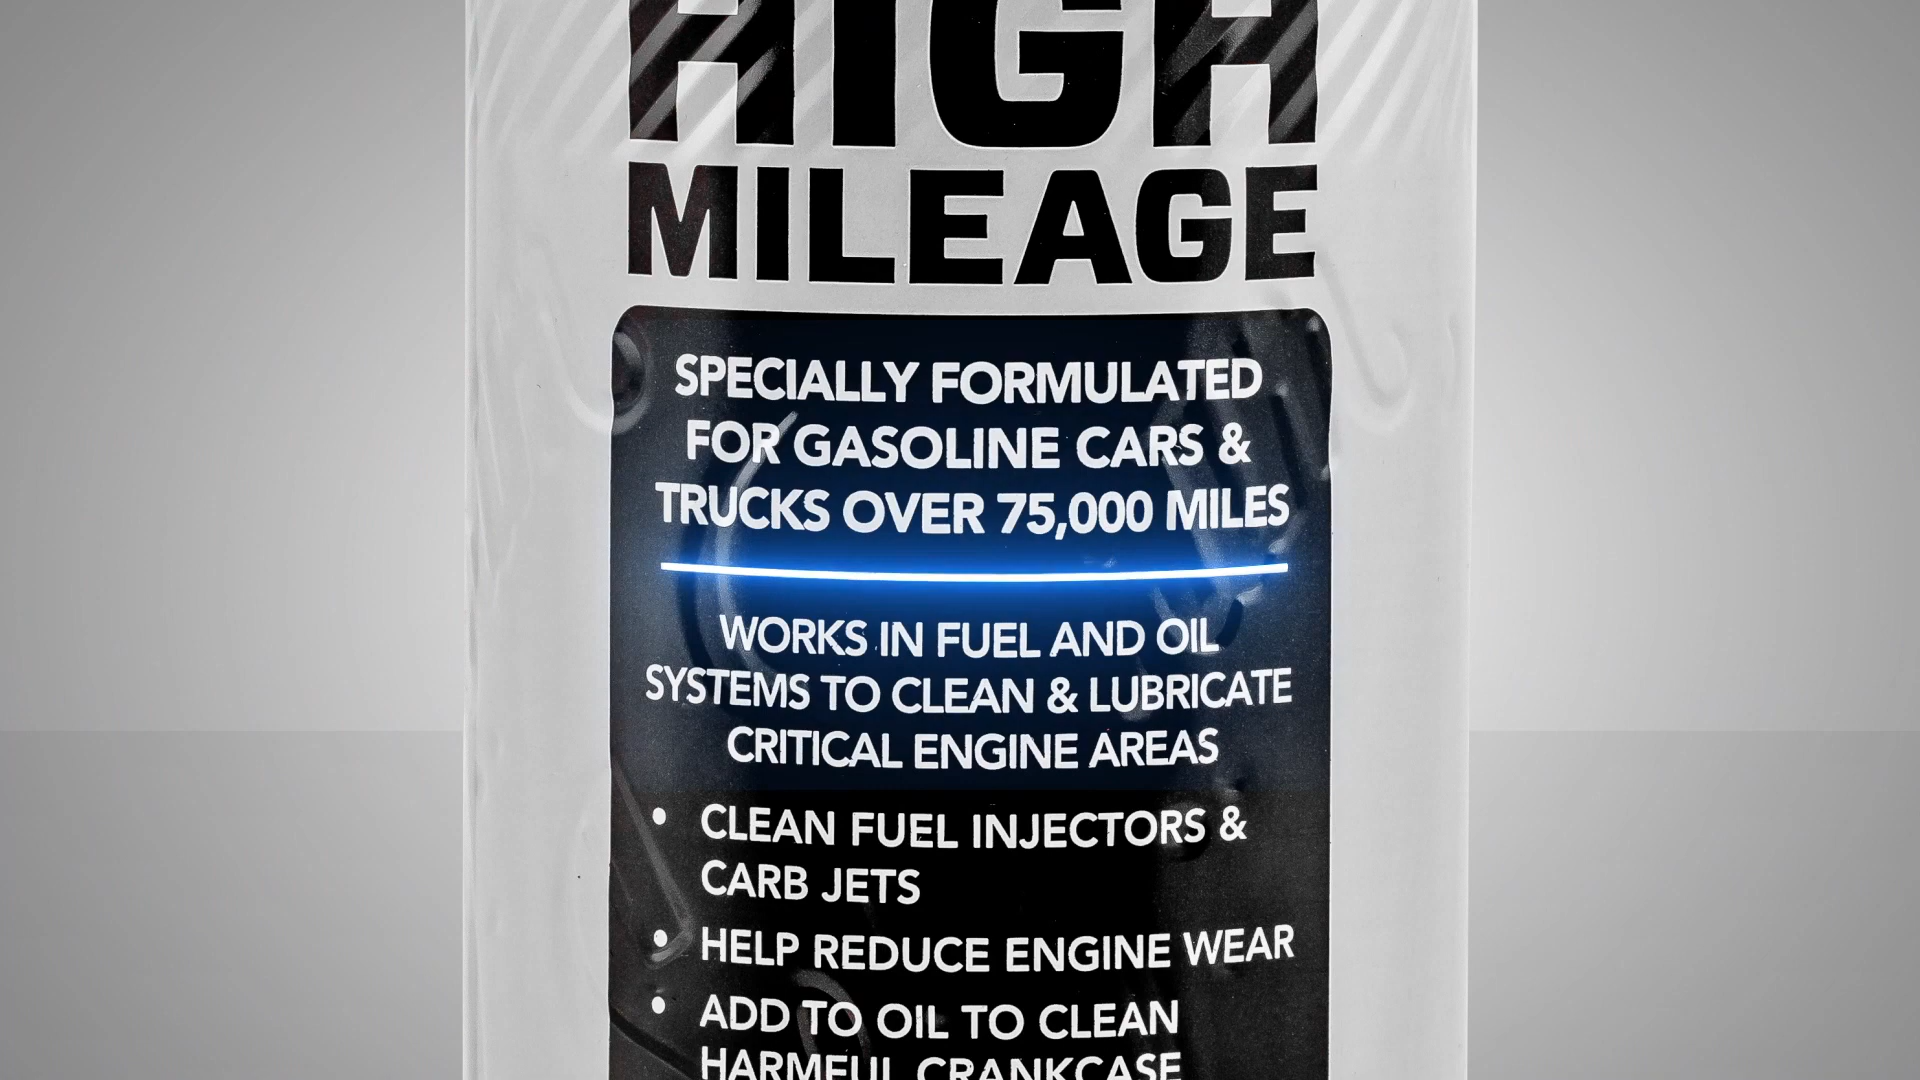 HIGH
MILEAGE
SPECIALLY FORMULATED
FOR GASOLINE CARS &
TRUCKS OVER 75,000 MILES
WORKS IN FUEL AND OIL
SYSTEMS TO CLEAN & LUBRICATE
CRITICAL ENGINE AREAS
• CLEAN FUEL INJECTORS &
CARB JETS
• HELP REDUCE ENGINE WEAR
• ADD TO OIL TO CLEAN
HARMFUL CRANKCASE